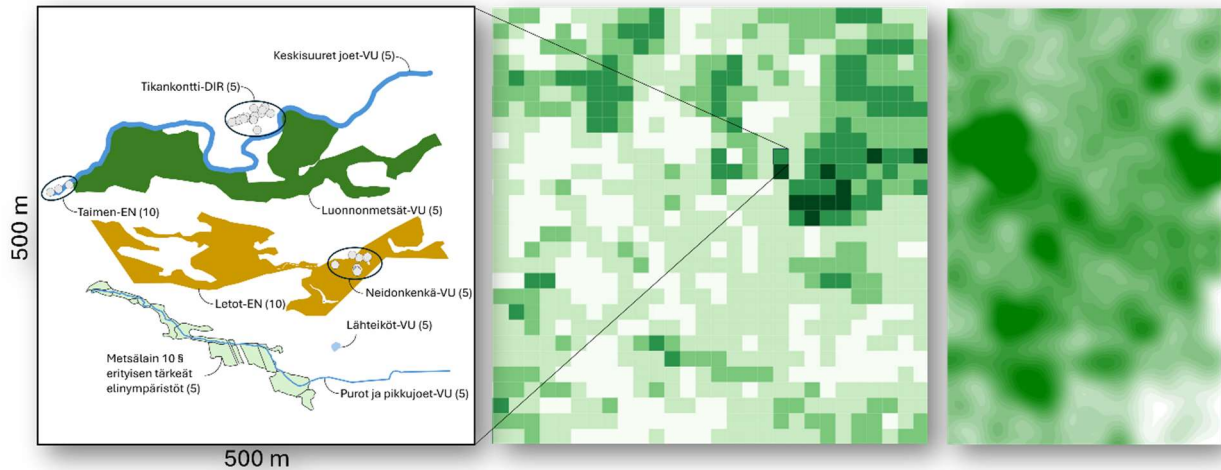 Keskisuuret joet-VU (5)
Tikankontti-DIR (5)
Taimen-EN (10)
Luonnonmetsät-VU (5)
Letot-EN (10)
Neidonkenkä-VU (5)
Lähteiköt-VU (5)
Metsälain 10 §
erityisen tärkeät
elinympäristöt (5)
Purot ja pikkujoet-VU (5)
500 m
500 m